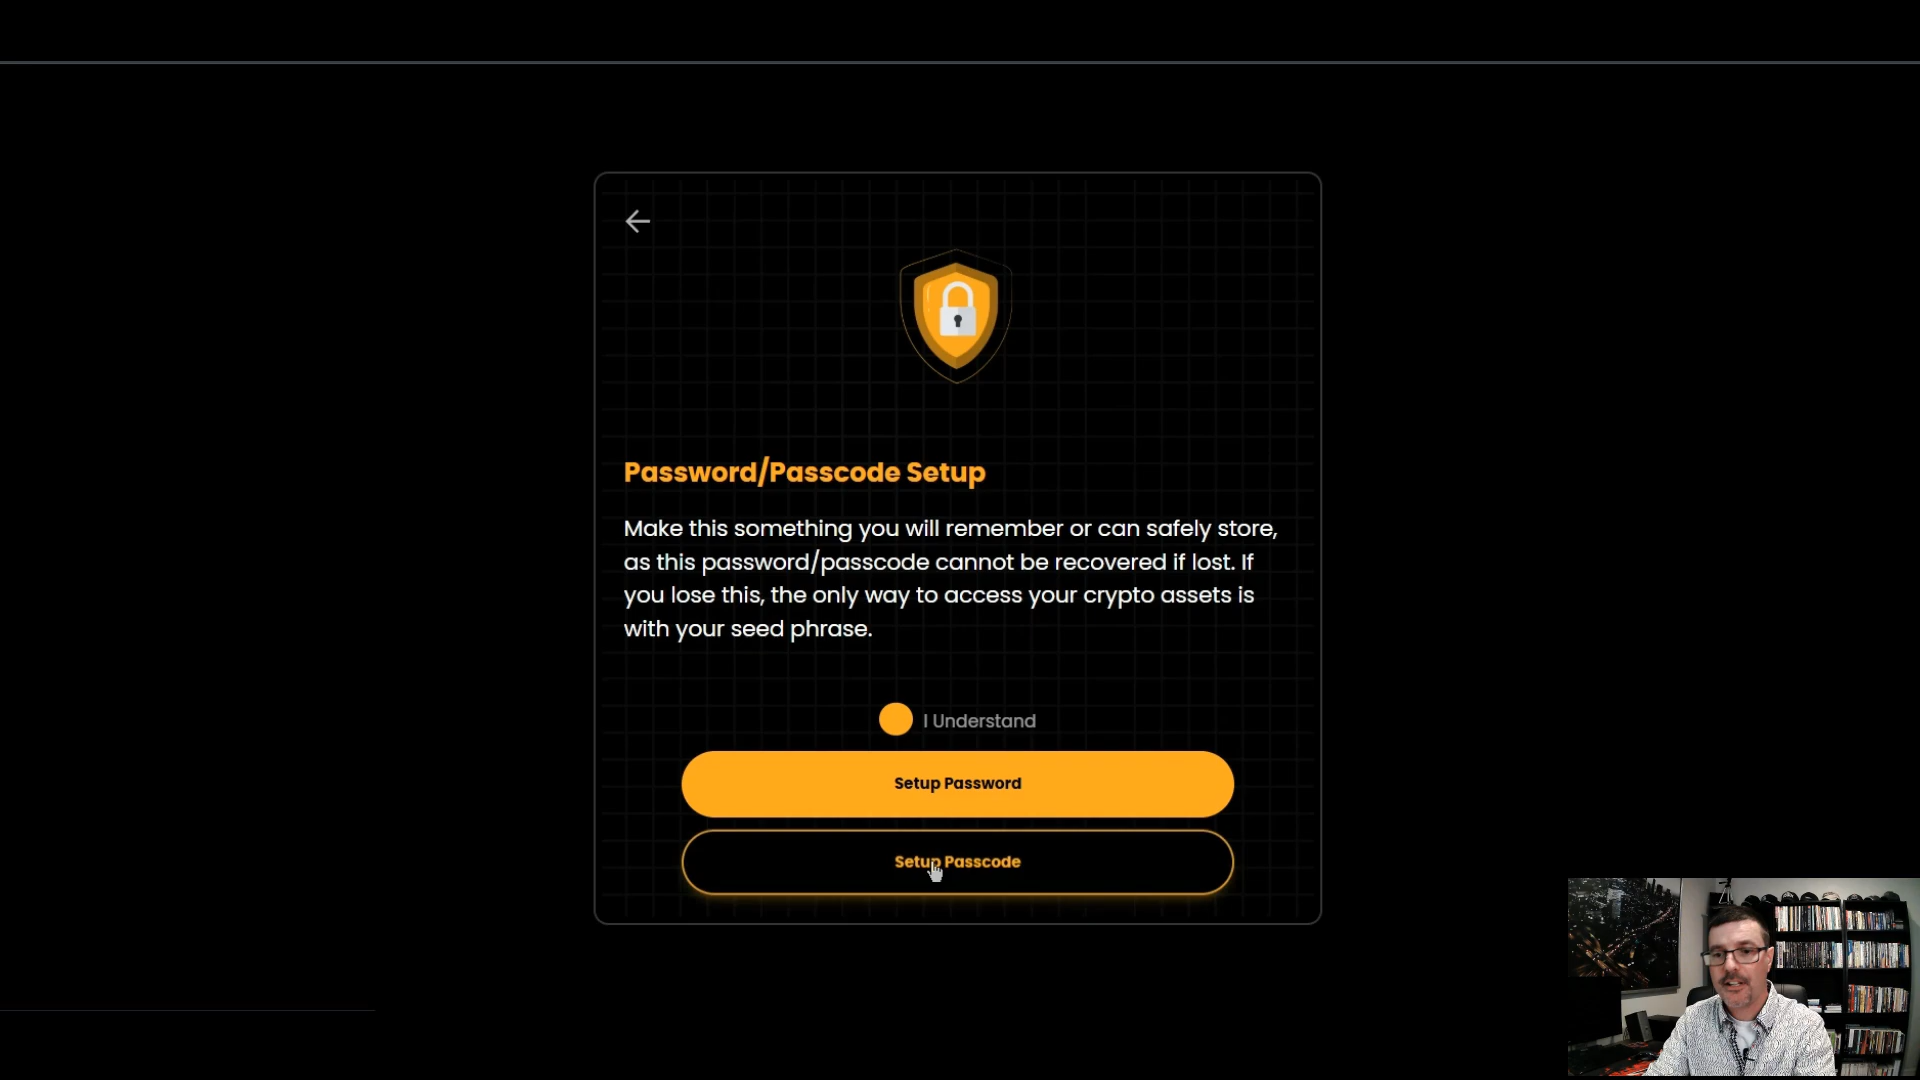 Password/Passcode Setup
Make this something you will remember or can safely store,
as this password/passcode cannot be recovered if lost. If
you lose this, the only way to access your crypto assets is
with your seed phrase.
I Understand
Setup Password
Setup Passcode